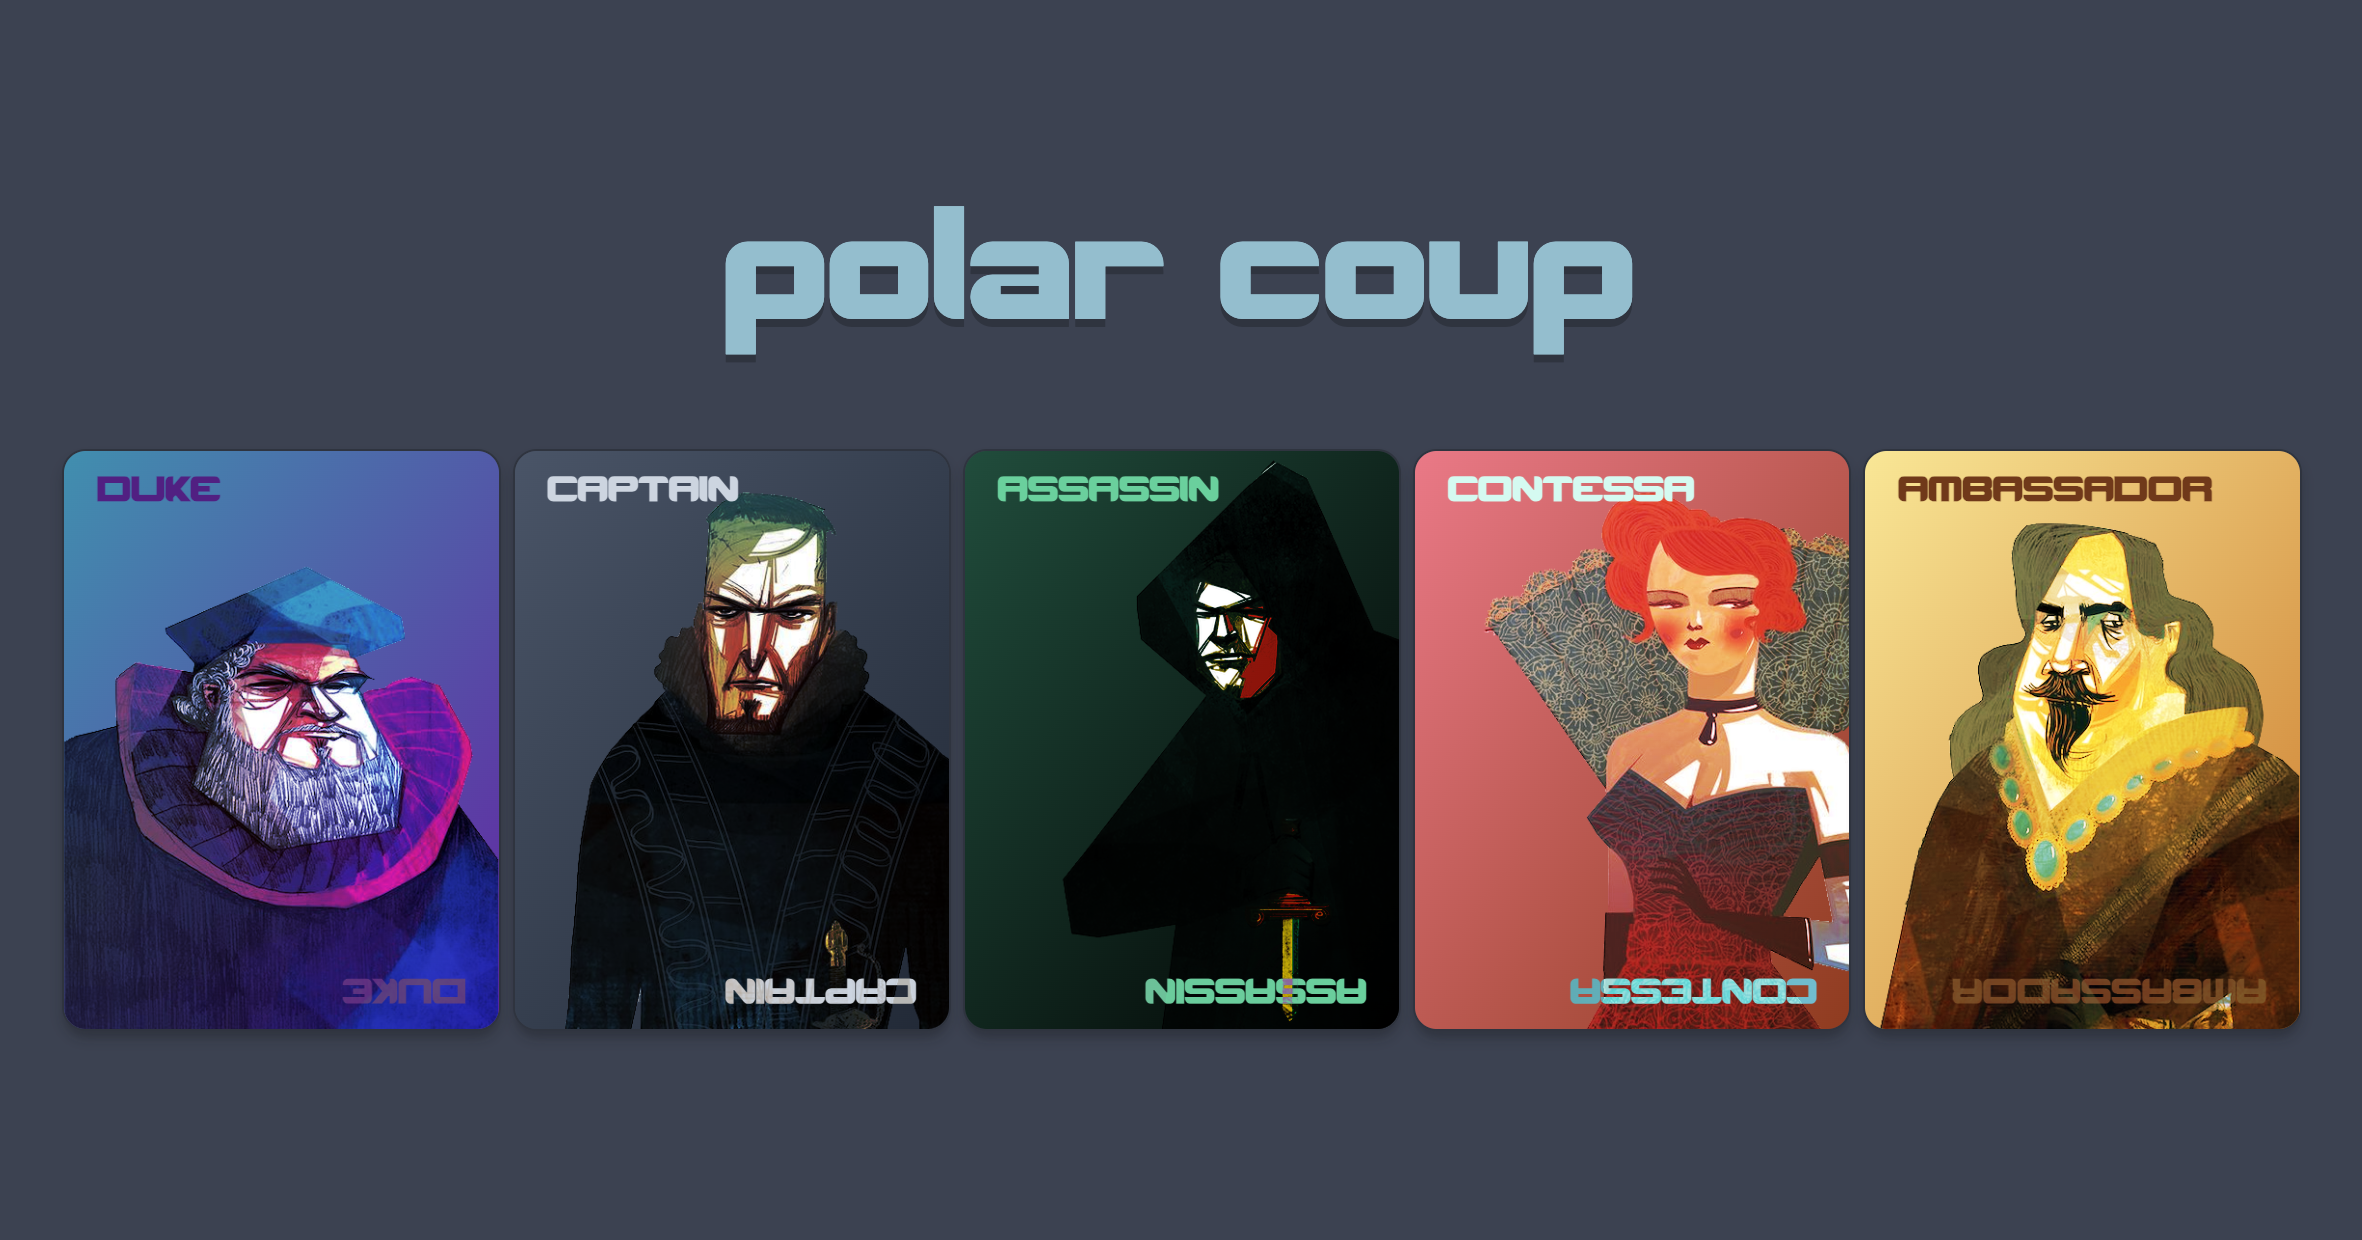 polar coup
DUKE
CAPTAIN
ASSASSIN
CONTESSA
AMBASSADOR
DUKE
CAPTAIN
ASSASSIN
CONTESSA
AMBASSADOR